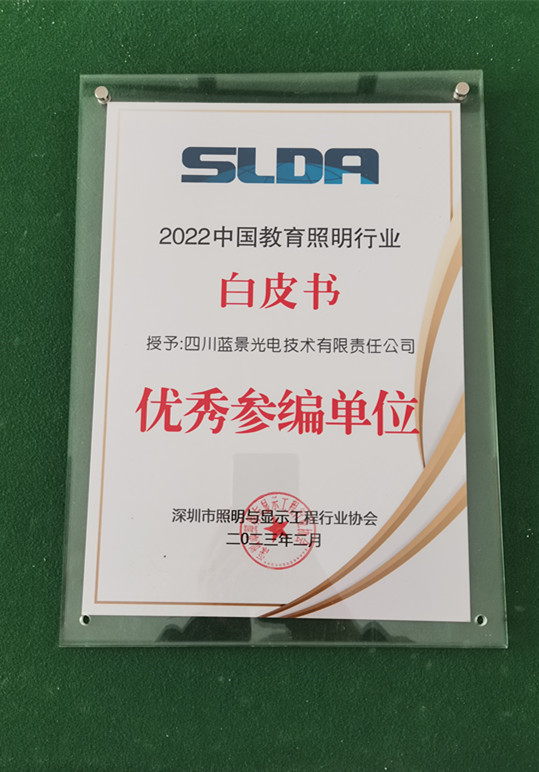 SLDA
2022中国教育照明行业
白皮书
授予:四川蓝景光电技术有限责任公司
优秀参编单位
深圳市照明与显示工程行业协会
二〇二三年二月